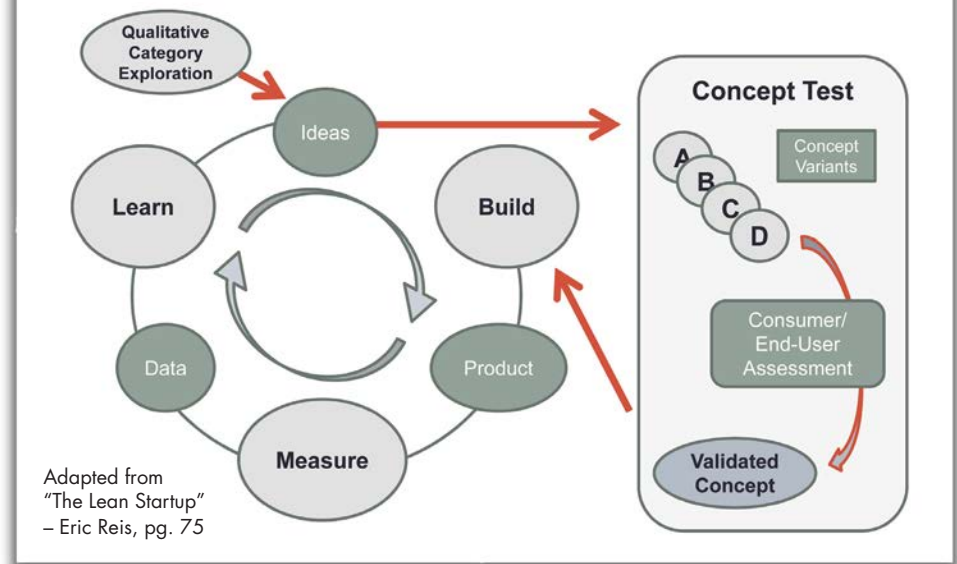 Qualitative
Category
Exploration
Ideas
Learn
Build
Data
Product
Measure
Adapted from
“The Lean Startup”
– Eric Reis, pg. 75
Concept Test
A
B
C
D
Concept
Variants
Consumer/
End-User
Assessment
Validated
Concept